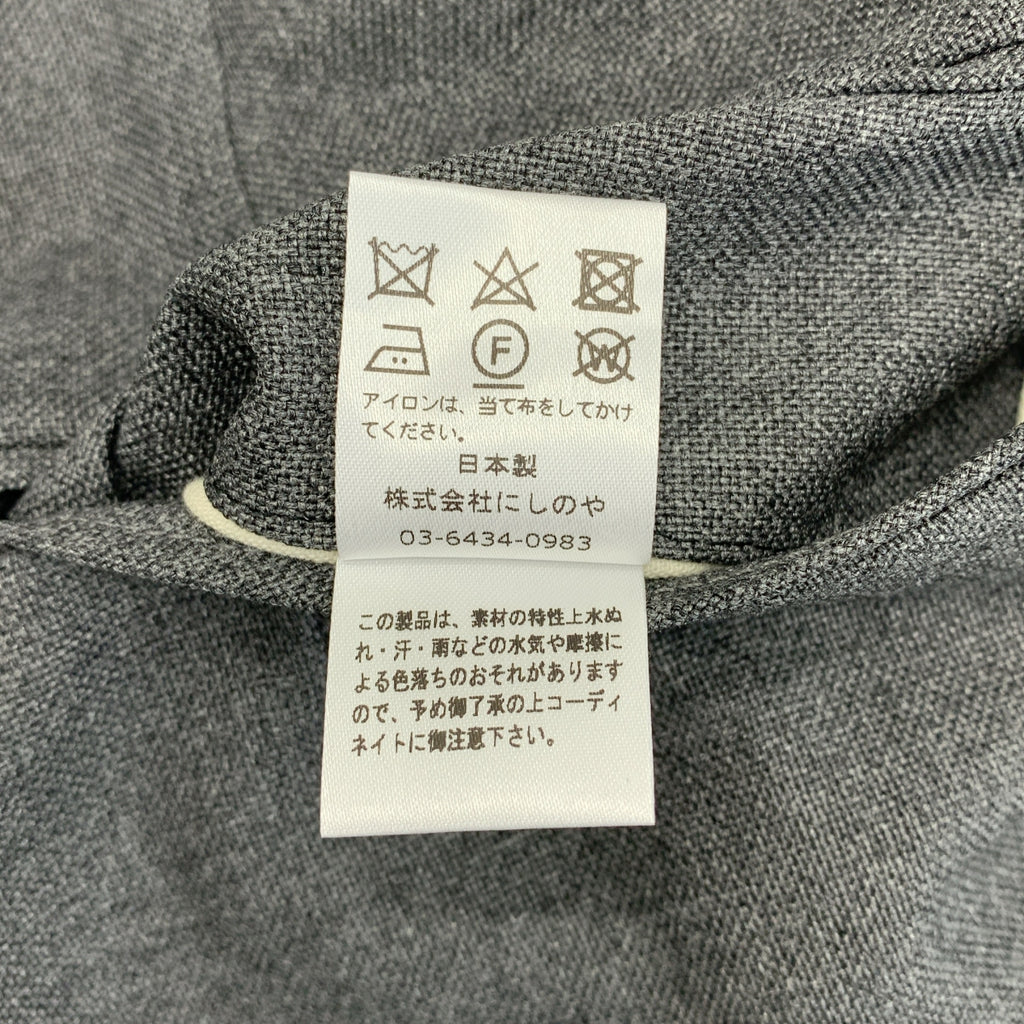 F
W
アイロンは、当て布をしてかけ
てください。
日本製
株式会社にしのや
03-6434-0983
この製品は、素材の特性上水ぬ
れ・汗・雨などの水気や摩擦に
よる色落ちのおそれがあります
ので、予め御了承の上コーディ
ネイトに御注意下さい。